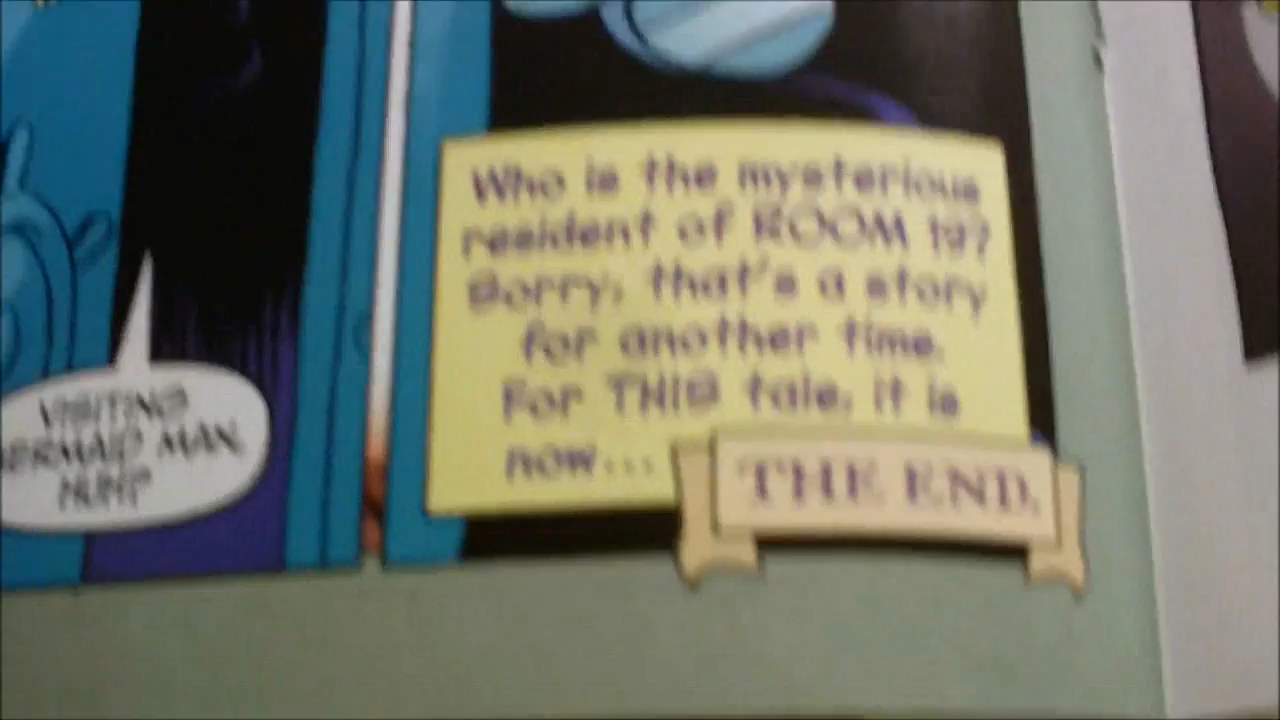 VISITING
MERMAID MAN,
HUH?
Who is the mysterious
resident of ROOM 19?
Sorry, that's a story
for another time.
For THIS tale, it is
now...
THE END.